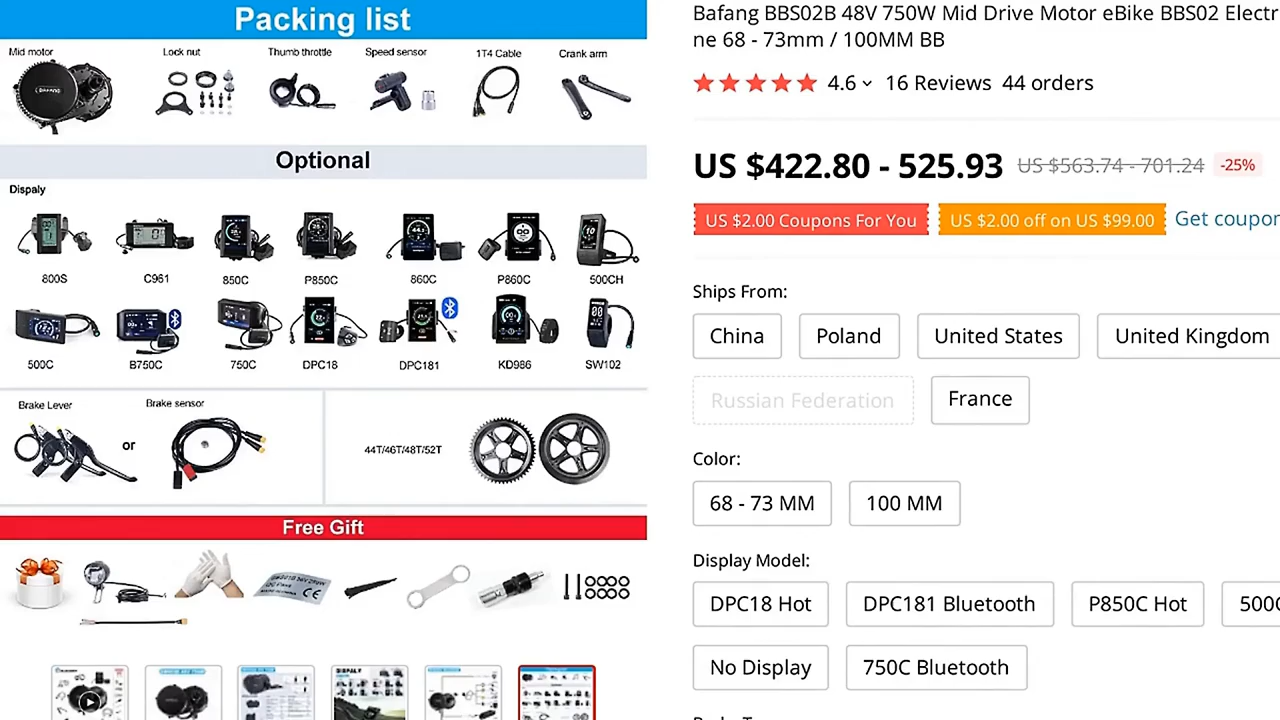 Packing list
Mid motor
Lock nut
Thumb throttle
Speed sensor
1T4 Cable
Crank arm
Optional
Dispaly
800S
C961
850C
P850C
860C
P860C
500CH
500C
B750C
750C
DPC18
DPC181
KD986
SW102
Brake Lever
Brake sensor
or
44T/46T/48T/52T
Free Gift
Bafang BBS02B 48V 750W Mid Drive Motor eBike BBS02 Electr
ne 68 - 73mm / 100MM BB
4.6 16 Reviews 44 orders
US $422.80 - 525.93 US $563.74 - 701.24 -25%
US $2.00 Coupons For You US $2.00 off on US $99.00 Get coupon
Ships From:
China Poland United States United Kingdom
Russian Federation France
Color:
68 - 73 MM 100 MM
Display Model:
DPC18 Hot DPC181 Bluetooth P850C Hot 500C
No Display 750C Bluetooth